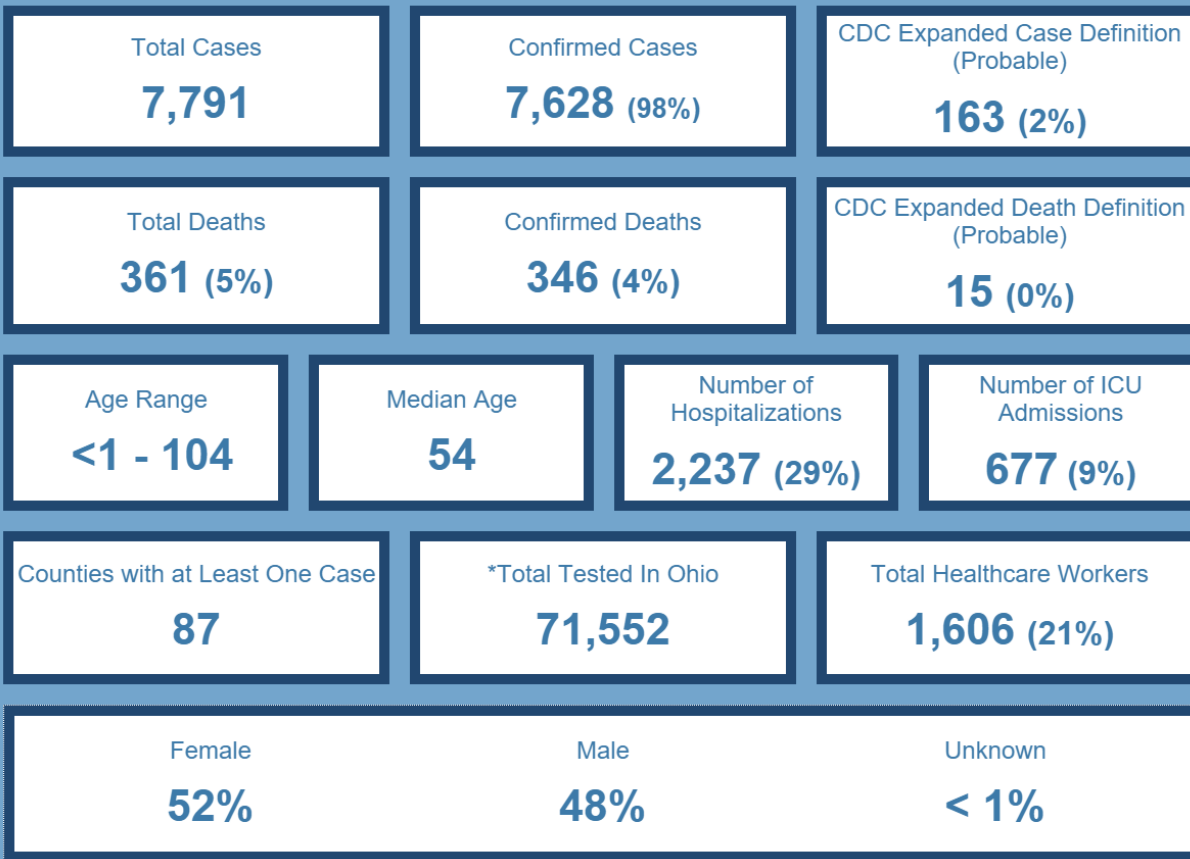 Total Cases
7,791
Confirmed Cases
7,628 (98%)
CDC Expanded Case Definition
(Probable)
163 (2%)
Total Deaths
361 (5%)
Confirmed Deaths
346 (4%)
CDC Expanded Death Definition
(Probable)
15 (0%)
Age Range
<1 - 104
Median Age
54
Number of
Hospitalizations
2,237 (29%)
Number of ICU
Admissions
677 (9%)
Counties with at Least One Case
87
*Total Tested In Ohio
71,552
Total Healthcare Workers
1,606 (21%)
Female
52%
Male
48%
Unknown
< 1%